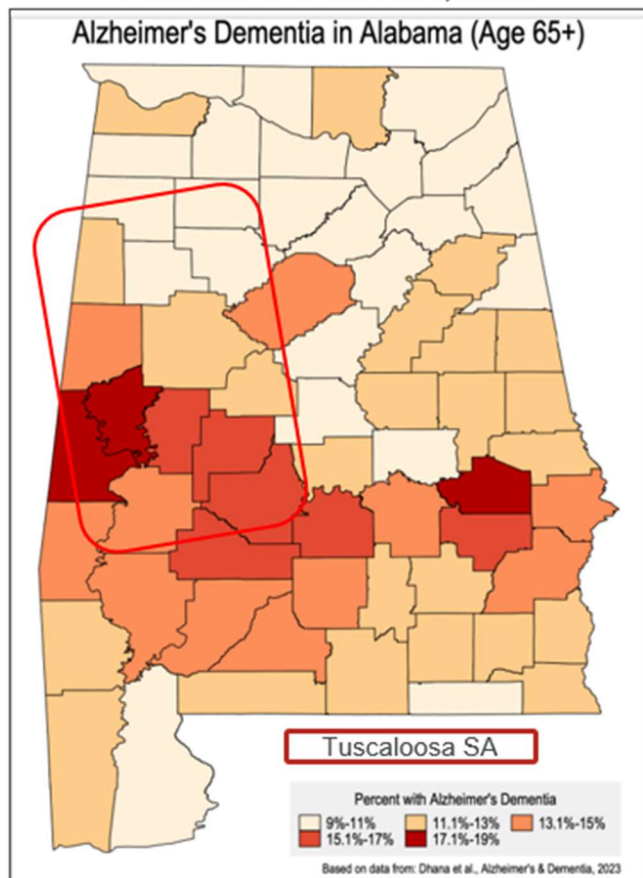 Alzheimer's Dementia in Alabama (Age 65+)
Tuscaloosa SA
Percent with Alzheimer's Dementia
9%-11% 11.1%-13% 13.1%-15%
15.1%-17% 17.1%-19%
Based on data from: Dhana et al., Alzheimer's & Dementia, 2023